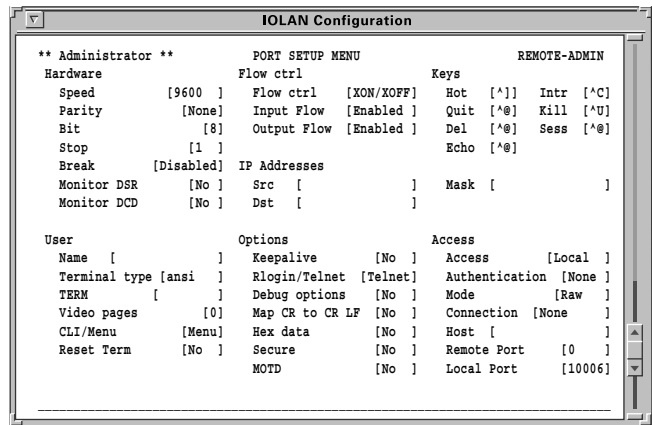 IOLAN Configuration
** Administrator ** PORT SETUP MENU REMOTE-ADMIN
Hardware Flow ctrl Keys
Speed [9600 ] Flow ctrl [XON/XOFF] Hot [^]] Intr [^C]
Parity [None] Input Flow [Enabled ] Quit [^@] Kill [^U]
Bit [8] Output Flow [Enabled ] Del [^@] Sess [^@]
Stop [1 ] Echo [^@]
Break [Disabled] IP Addresses
Monitor DSR [No ] Src [ ] Mask [ ]
Monitor DCD [No ] Dst [ ]
User Options Access
Name [ ] Keepalive [No ] Access [Local ]
Terminal type [ansi ] Rlogin/Telnet [Telnet] Authentication [None ]
TERM [ ] Debug options [No ] Mode [Raw ]
Video pages [0] Map CR to CR LF [No ] Connection [None ]
CLI/Menu [Menu] Hex data [No ] Host [ ]
Reset Term [No ] Secure [No ] Remote Port [0 ]
MOTD [No ] Local Port [10006]